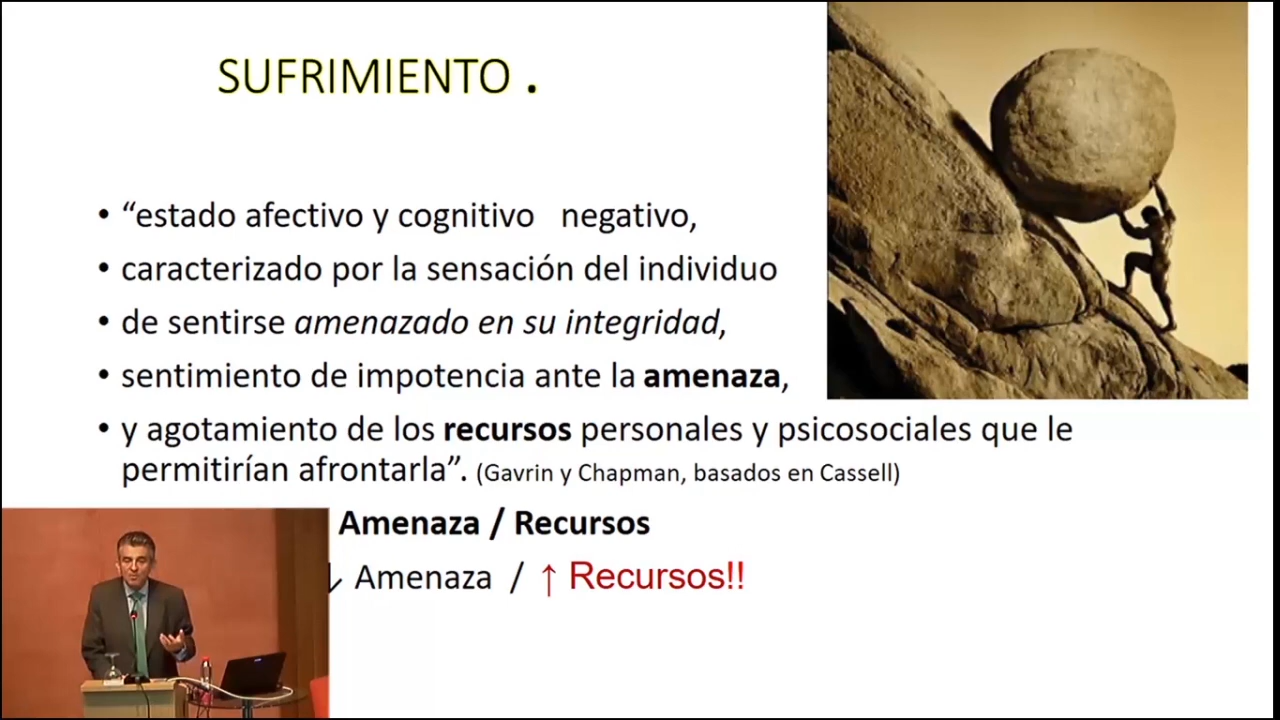 SUFRIMIENTO .
• “estado afectivo y cognitivo negativo,
• caracterizado por la sensación del individuo
• de sentirse amenazado en su integridad,
• sentimiento de impotencia ante la amenaza,
• y agotamiento de los recursos personales y psicosociales que le
permitirían afrontarla”. (Gavrin y Chapman, basados en Cassell)
Amenaza / Recursos
↓ Amenaza / ↑ Recursos!!